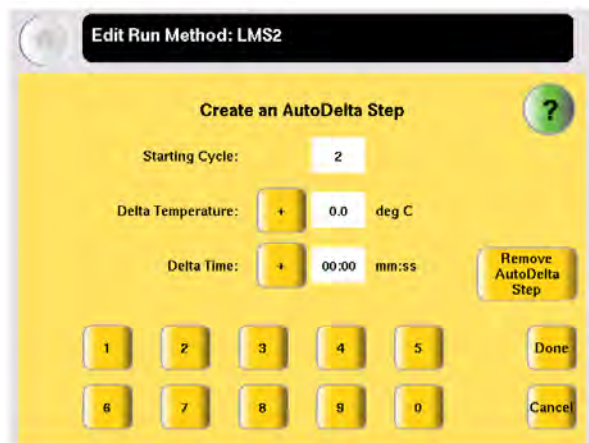 Edit Run Method: LMS2
Create an AutoDelta Step
?
Starting Cycle: 2
Delta Temperature: + 0.0 deg C
Delta Time: + 00:00 mm:ss
Remove
AutoDelta
Step
1 2 3 4 5 Done
6 7 8 9 0 Cancel